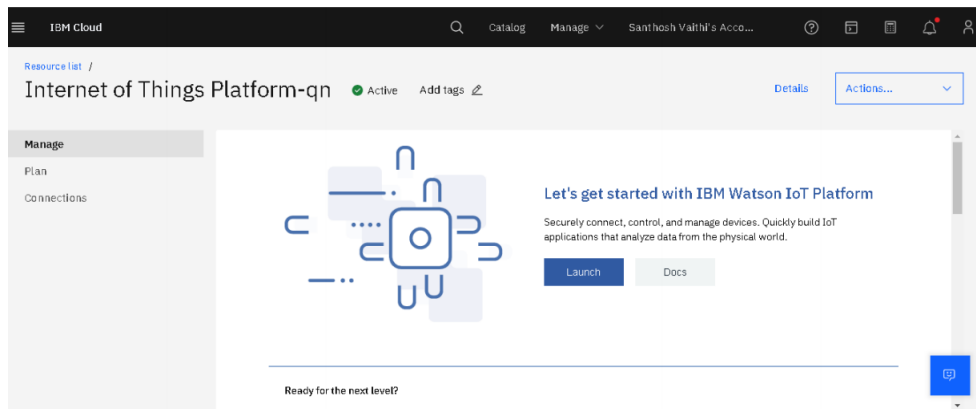 IBM Cloud
Catalog
Manage
Santhosh Vaithi's Acco...
Resource list /
Internet of Things Platform-qn
Active
Add tags
Details
Actions...
Manage
Plan
Connections
Let's get started with IBM Watson IoT Platform
Securely connect, control, and manage devices. Quickly build IoT
applications that analyze data from the physical world.
Launch
Docs
Ready for the next level?